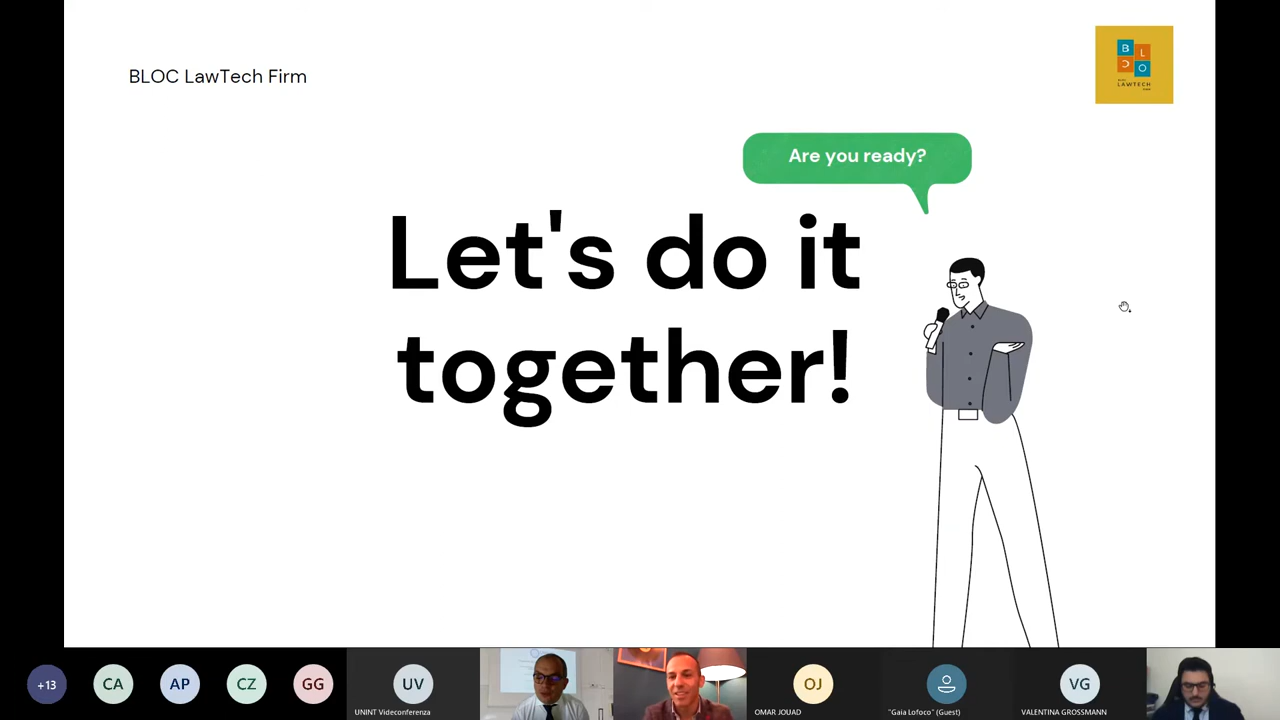 BLOC LawTech Firm
B
L
C
O
LAWTECH
Are you ready?
Let's do it
together!
+13
CA
AP
CZ
GG
UV
UNINT Videoconferenza
OJ
OMAR JOUAD
"Gaia Lofoco" (Guest)
VG
VALENTINA GROSSMANN